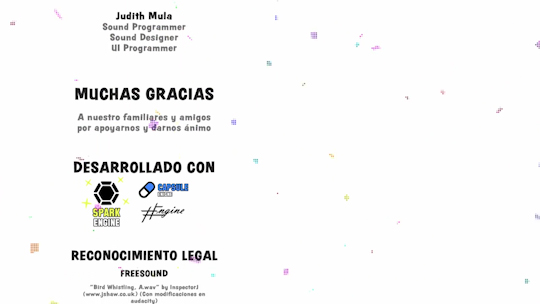 Judith Mula
Sound Programmer
Sound Designer
UI Programmer
MUCHAS GRACIAS
A nuestro familiares y amigos
por apoyarnos y darnos ánimo
DESARROLLADO CON
SPARK
ENGINE
CAPSULE
ENGINE
#ngine
RECONOCIMIENTO LEGAL
FREESOUND
"Bird Whistling, A.wav" by InspectorJ
(www.jshaw.co.uk) (Con modificaciones en
audacity)